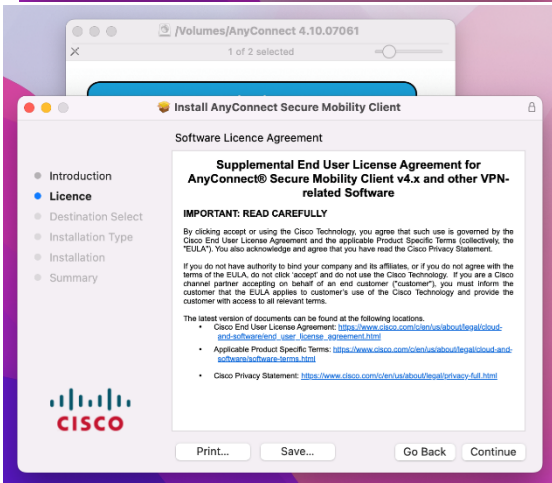 /Volumes/AnyConnect 4.10.07061
1 of 2 selected
Install AnyConnect Secure Mobility Client
Software Licence Agreement
Introduction
Licence
Destination Select
Installation Type
Installation
Summary
Supplemental End User License Agreement for
AnyConnect® Secure Mobility Client v4.x and other VPN-
related Software
IMPORTANT: READ CAREFULLY
By clicking accept or using the Cisco Technology, you agree that such use is governed by the
Cisco End User License Agreement and the applicable Product Specific Terms (collectively, the
"EULA"). You also acknowledge and agree that you have read the Cisco Privacy Statement.
If you do not have authority to bind your company and its affiliates, or if you do not agree with the
terms of the EULA, do not click 'accept' and do not use the Cisco Technology. If you are a Cisco
channel partner accepting on behalf of an end customer ("customer"), you must inform the
customer that the EULA applies to customer's use of the Cisco Technology and provide the
customer with access to all relevant terms.
The latest version of documents can be found at the following locations.
• Cisco End User License Agreement: https://www.cisco.com/c/en/us/about/legal/cloud-
and-software/end_user_license_agreement.html
• Applicable Product Specific Terms: https://www.cisco.com/c/en/us/about/legal/cloud-and-
software/software-terms.html
• Cisco Privacy Statement: https://www.cisco.com/c/en/us/about/legal/privacy-full.html
CISCO
Print...
Save...
Go Back
Continue